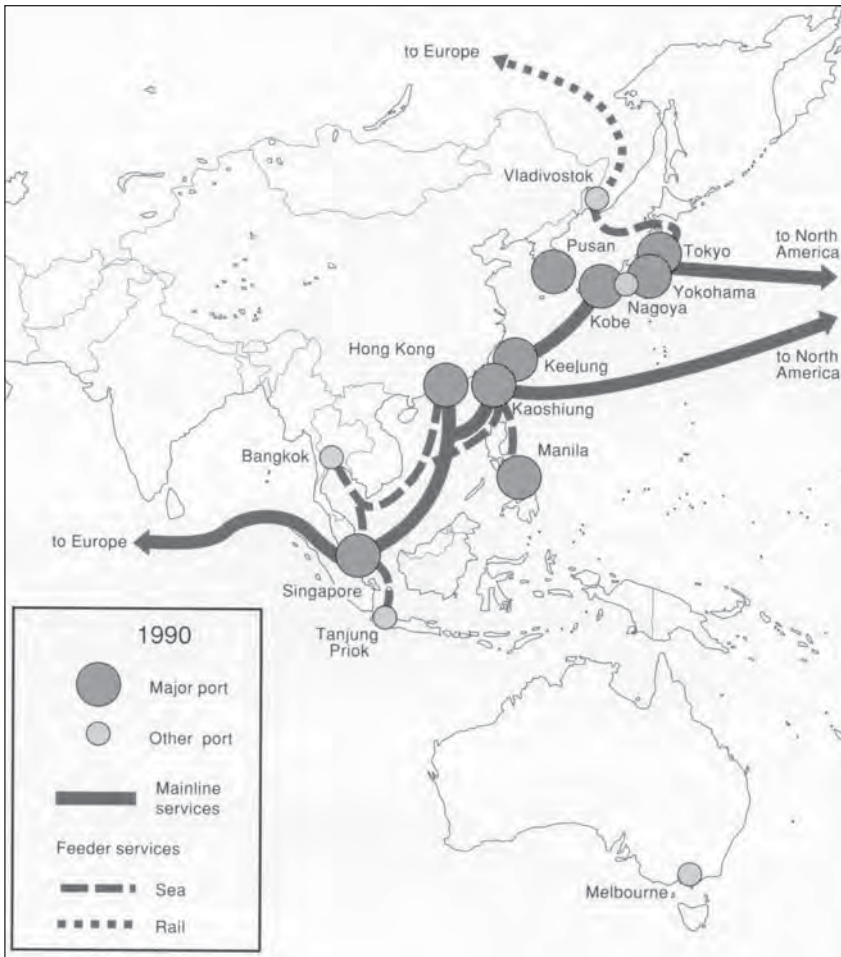 to Europe
Vladivostok
Pusan
Tokyo
to North
America
Yokohama
Nagoya
Kobe
Hong Kong
Keelung
to North
America
Kaoshiung
Bangkok
Manila
to Europe
Singapore
Tanjung
Priok
1990
Major port
Other port
Mainline
services
Feeder services
Sea
Rail
Melbourne